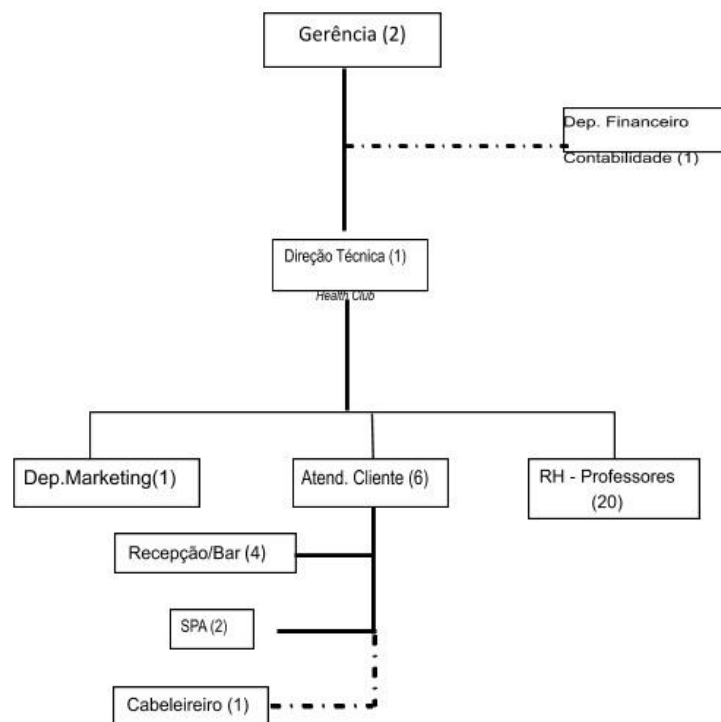 Gerência (2)
Dep. Financeiro
Contabilidade (1)
Direção Técnica (1)
Health Club
Dep.Marketing(1)
Atend. Cliente (6)
RH - Professores
(20)
Recepção/Bar (4)
SPA (2)
Cabeleireiro (1)